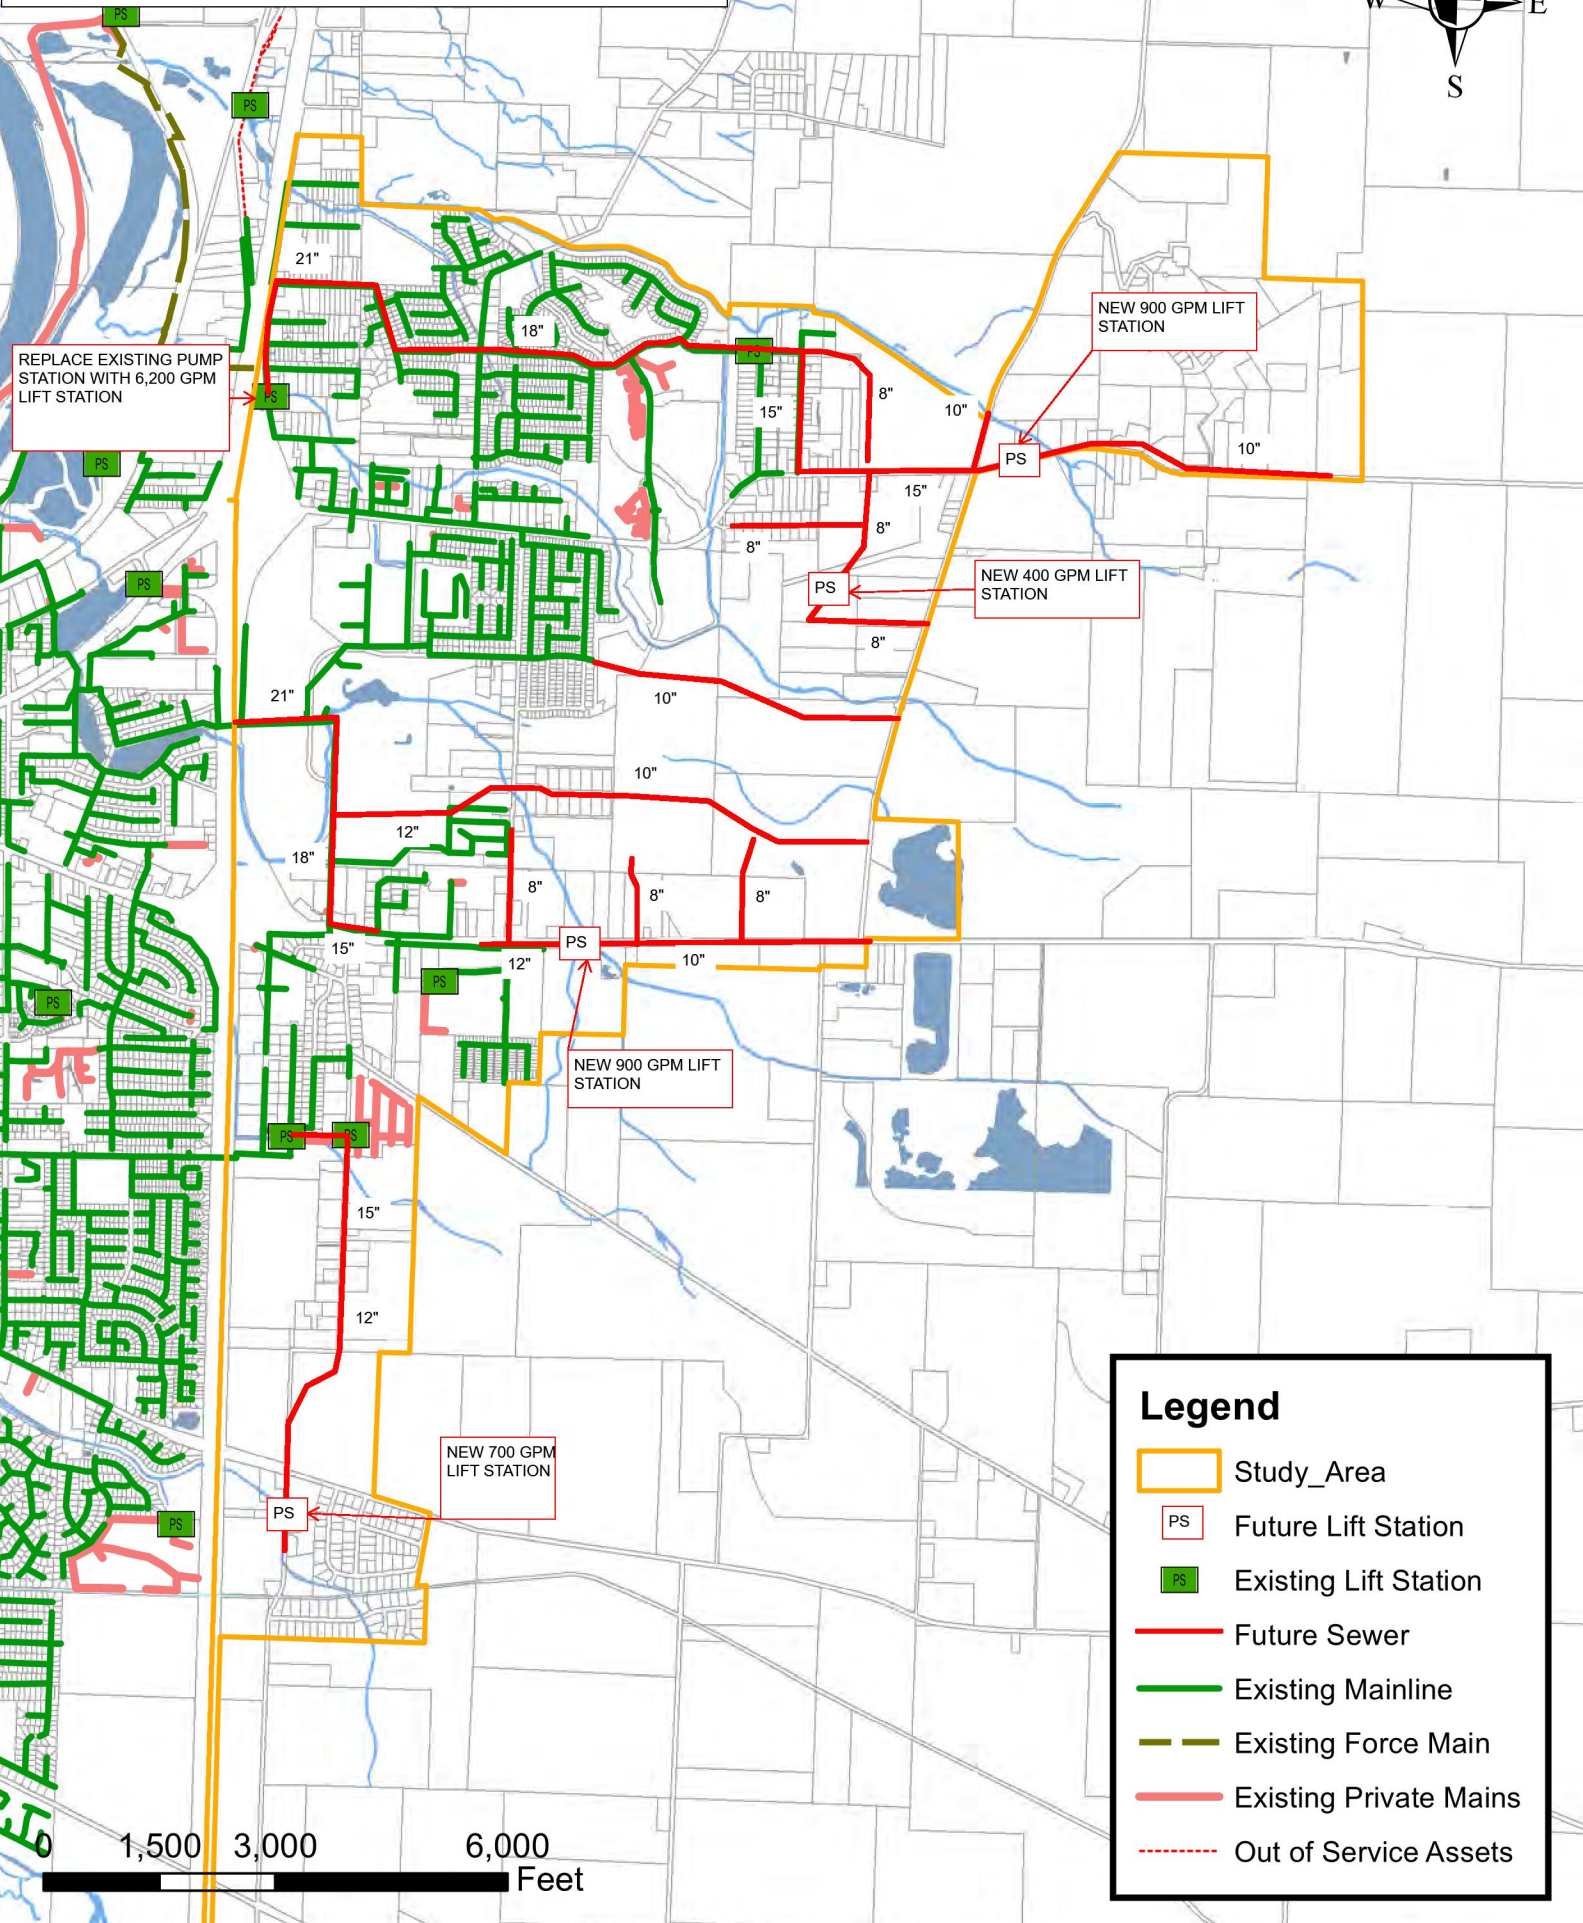 PS
W
E
S
PS
21"
18"
NEW 900 GPM LIFT
STATION
REPLACE EXISTING PUMP
STATION WITH 6,200 GPM
LIFT STATION
PS
PS
8"
10"
15"
10"
PS
PS
15"
8"
8"
PS
PS
NEW 400 GPM LIFT
STATION
8"
21"
10"
10"
12"
18"
8"
8"
8"
15"
PS
12"
10"
PS
PS
NEW 900 GPM LIFT
STATION
PS
PS
15"
12"
NEW 700 GPM
LIFT STATION
PS
PS
Legend
Study_Area
PS
Future Lift Station
PS
Existing Lift Station
Future Sewer
Existing Mainline
Existing Force Main
Existing Private Mains
Out of Service Assets
0 1,500 3,000 6,000
Feet